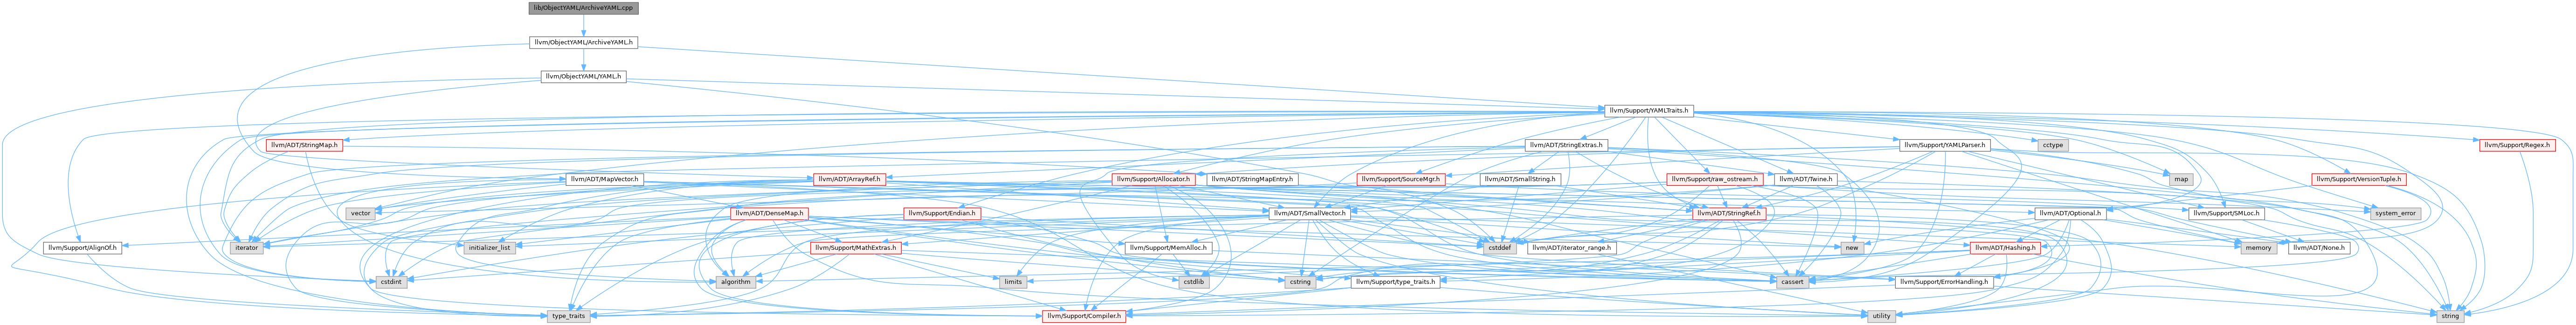 lib/ObjectYAML/ArchiveYAML.cpp
llvm/ObjectYAML/ArchiveYAML.h
llvm/ObjectYAML/YAML.h
llvm/Support/YAMLTraits.h
llvm/ADT/StringMap.h
llvm/ADT/StringExtras.h
llvm/Support/YAMLParser.h
cctype
llvm/Support/Regex.h
llvm/ADT/MapVector.h
llvm/ADT/ArrayRef.h
llvm/Support/Allocator.h
llvm/ADT/StringMapEntry.h
llvm/Support/SourceMgr.h
llvm/ADT/SmallString.h
llvm/Support/raw_ostream.h
llvm/ADT/Twine.h
map
llvm/Support/VersionTuple.h
vector
llvm/ADT/DenseMap.h
llvm/Support/Endian.h
llvm/ADT/SmallVector.h
llvm/ADT/StringRef.h
llvm/ADT/Optional.h
llvm/Support/SMLoc.h
system_error
llvm/Support/AlignOf.h
iterator
initializer_list
llvm/Support/MathExtras.h
llvm/Support/MemAlloc.h
cstddef
llvm/ADT/iterator_range.h
new
llvm/ADT/Hashing.h
memory
llvm/ADT/None.h
cstdint
algorithm
limits
cstdlib
cstring
llvm/Support/type_traits.h
cassert
llvm/Support/ErrorHandling.h
type_traits
llvm/Support/Compiler.h
utility
string